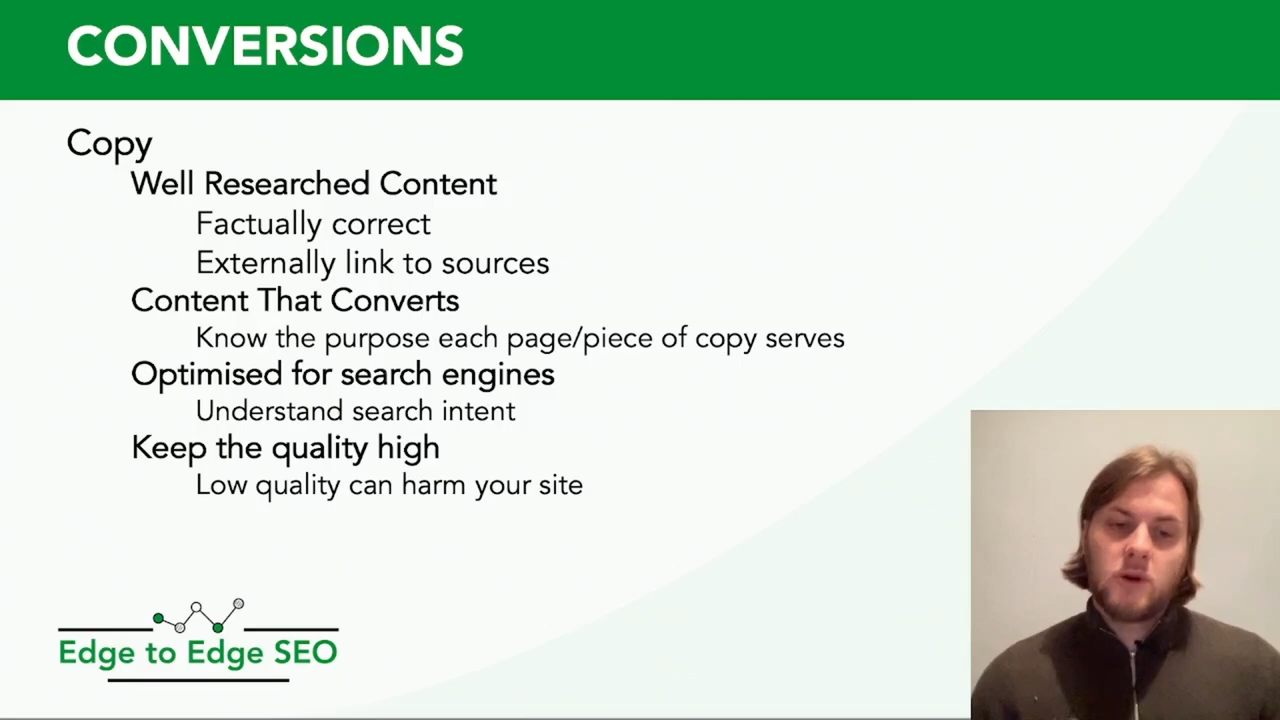 CONVERSIONS
Copy
Well Researched Content
Factually correct
Externally link to sources
Content That Converts
Know the purpose each page/piece of copy serves
Optimised for search engines
Understand search intent
Keep the quality high
Low quality can harm your site
Edge to Edge SEO